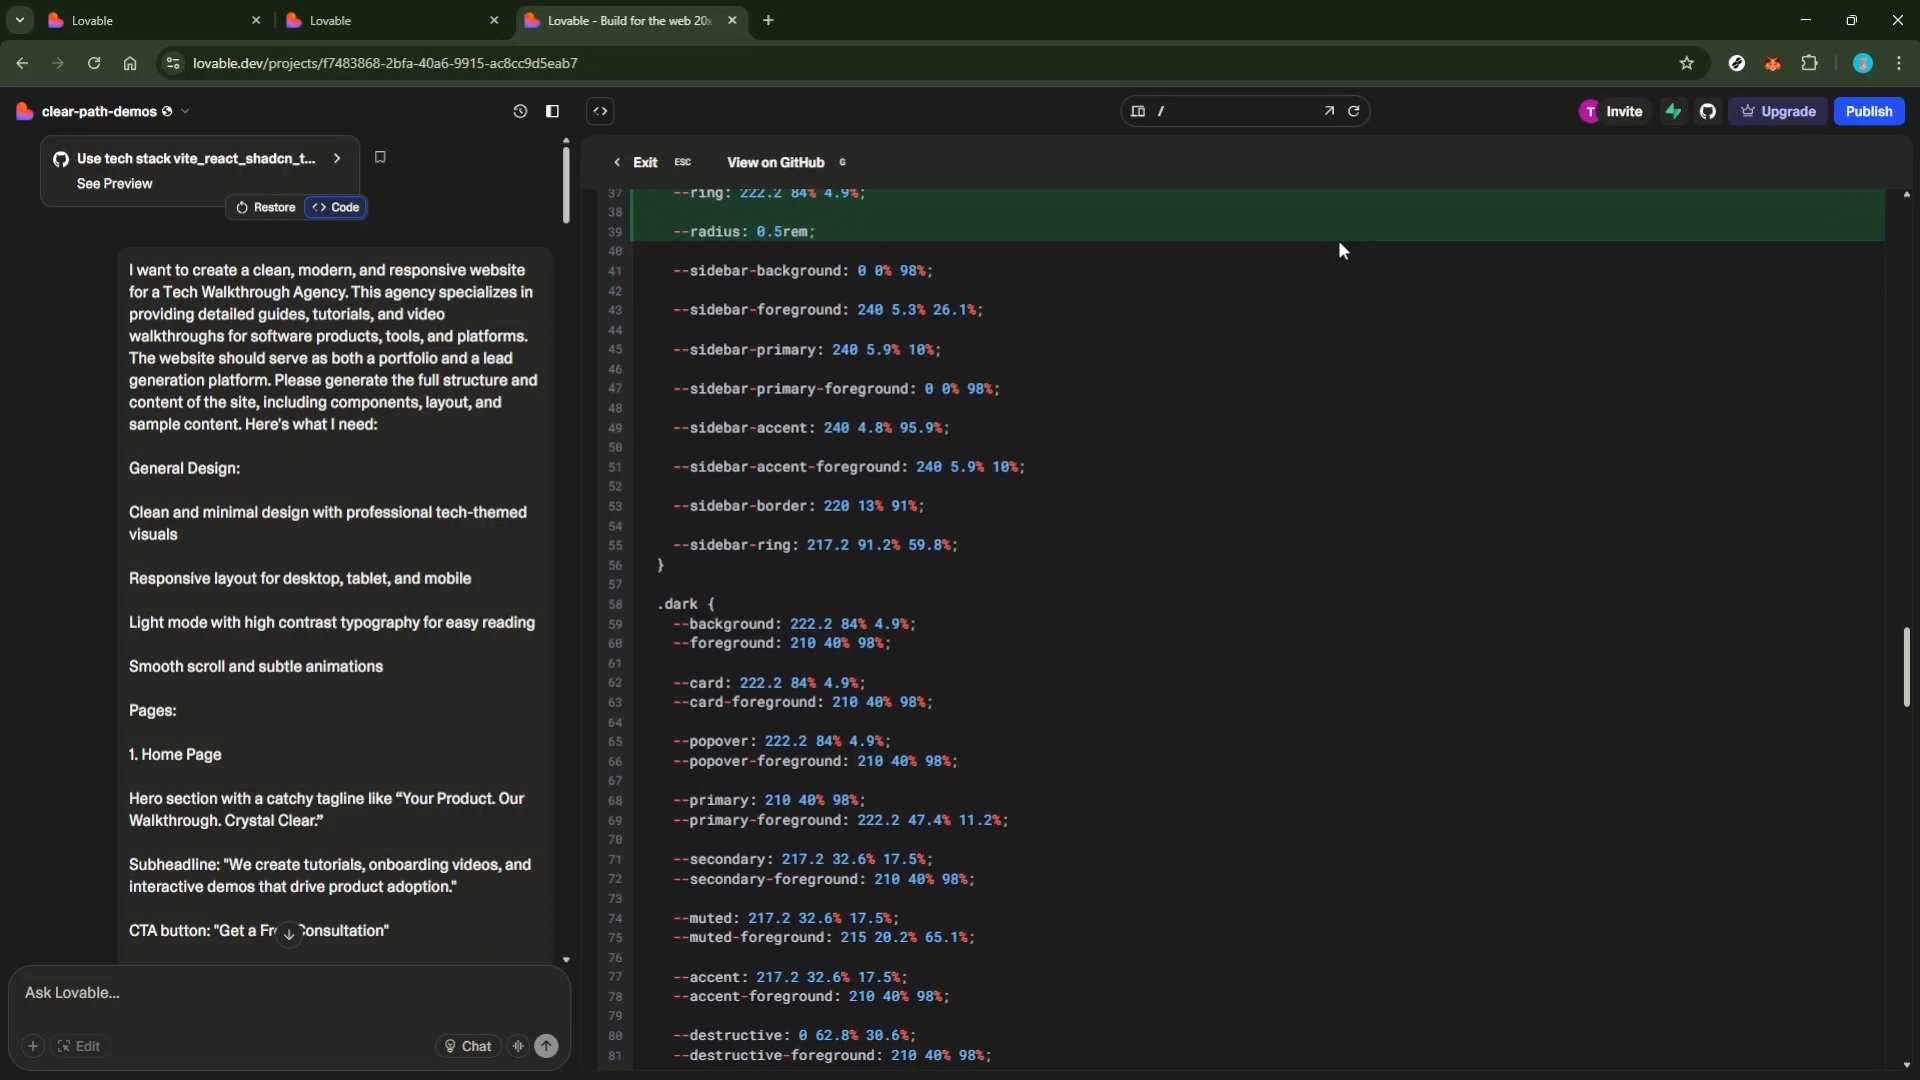 Lovable
Lovable
Lovable - Build for the web 20
lovable.dev/projects/f7483868-2bfa-40a6-9915-ac8cc9d5eab7
clear-path-demos
/
T Invite
Upgrade
Publish
Use tech stack vite_react_shadcn_t...
See Preview
Restore
Code
Exit ESC
View on GitHub G
I want to create a clean, modern, and responsive website
for a Tech Walkthrough Agency. This agency specializes in
providing detailed guides, tutorials, and video
walkthroughs for software products, tools, and platforms.
The website should serve as both a portfolio and a lead
generation platform. Please generate the full structure and
content of the site, including components, layout, and
sample content. Here's what I need:
General Design:
Clean and minimal design with professional tech-themed
visuals
Responsive layout for desktop, tablet, and mobile
Light mode with high contrast typography for easy reading
Smooth scroll and subtle animations
Pages:
1. Home Page
Hero section with a catchy tagline like “Your Product. Our
Walkthrough. Crystal Clear.”
Subheadline: "We create tutorials, onboarding videos, and
interactive demos that drive product adoption."
CTA button: "Get a Fr Consultation"
Ask Lovable...
Edit
Chat
37 --ring: 222.2 84% 4.9%;
38
39 --radius: 0.5rem;
40
41 --sidebar-background: 0 0% 98%;
42
43 --sidebar-foreground: 240 5.3% 26.1%;
44
45 --sidebar-primary: 240 5.9% 10%;
46
47 --sidebar-primary-foreground: 0 0% 98%;
48
49 --sidebar-accent: 240 4.8% 95.9%;
50
51 --sidebar-accent-foreground: 240 5.9% 10%;
52
53 --sidebar-border: 220 13% 91%;
54
55 --sidebar-ring: 217.2 91.2% 59.8%;
56 }
57
58 .dark {
59 --background: 222.2 84% 4.9%;
60 --foreground: 210 40% 98%;
61
62 --card: 222.2 84% 4.9%;
63 --card-foreground: 210 40% 98%;
64
65 --popover: 222.2 84% 4.9%;
66 --popover-foreground: 210 40% 98%;
67
68 --primary: 210 40% 98%;
69 --primary-foreground: 222.2 47.4% 11.2%;
70
71 --secondary: 217.2 32.6% 17.5%;
72 --secondary-foreground: 210 40% 98%;
73
74 --muted: 217.2 32.6% 17.5%;
75 --muted-foreground: 215 20.2% 65.1%;
76
77 --accent: 217.2 32.6% 17.5%;
78 --accent-foreground: 210 40% 98%;
79
80 --destructive: 0 62.8% 30.6%;
81 --destructive-foreground: 210 40% 98%;